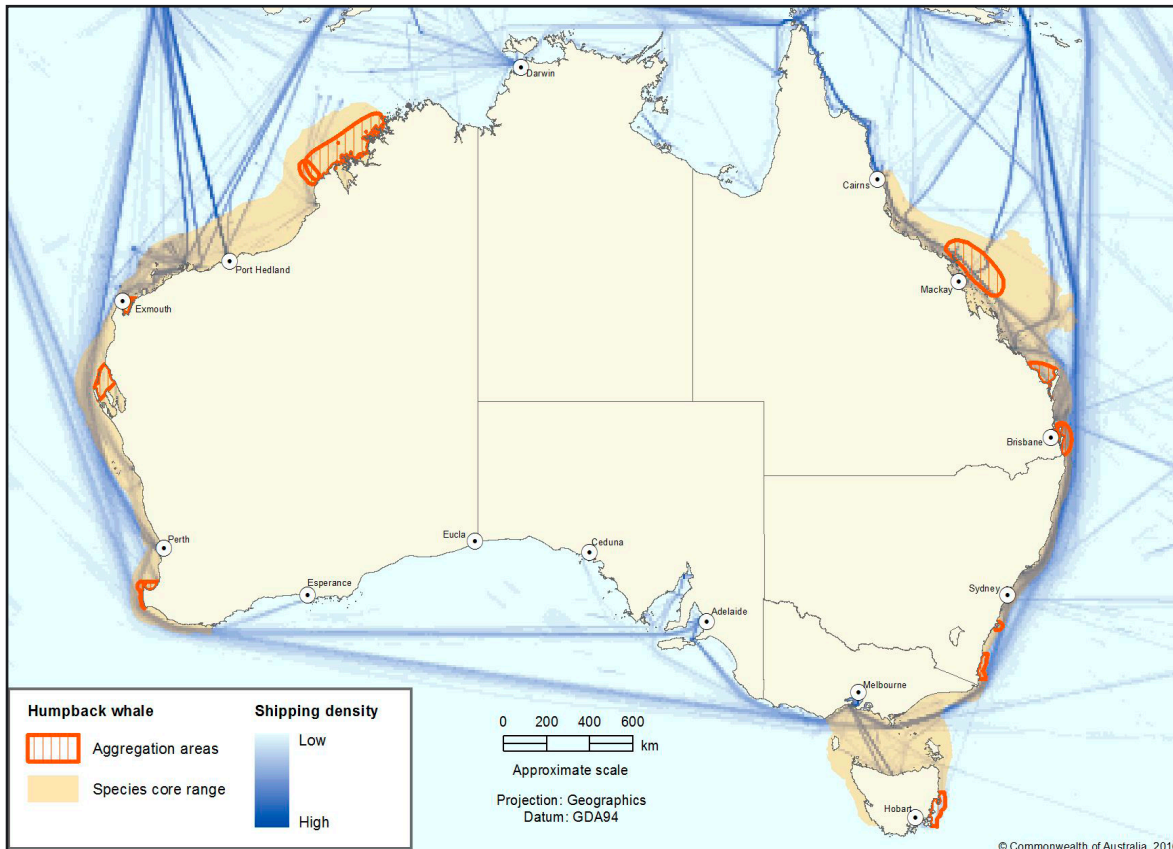 Darwin
Cairns
Port Hedland
Mackay
Exmouth
Brisbane
Perth
Eucla
Ceduna
Esperance
Sydney
Adelaide
Melbourne
Hobart
Humpback whale
Aggregation areas
Species core range
Shipping density
Low
High
0 200 400 600
km
Approximate scale
Projection: Geographics
Datum: GDA94
© Commonwealth of Australia,